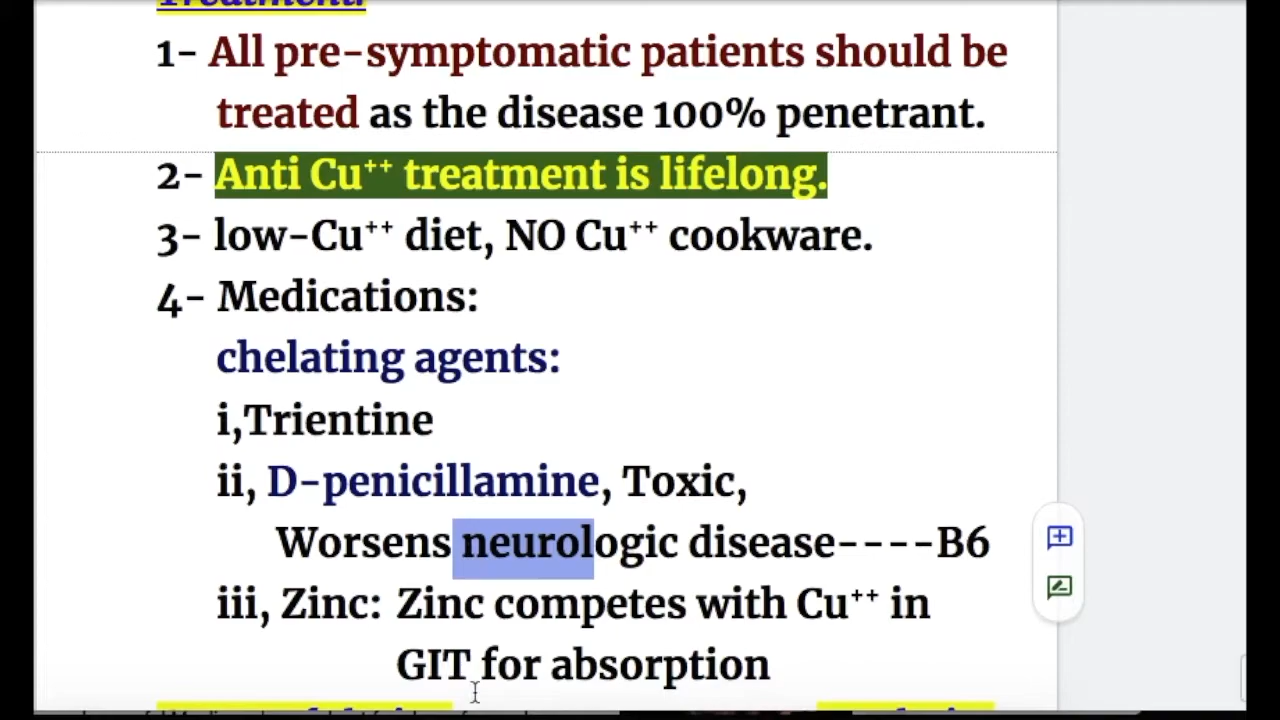 Treatment:
1- All pre-symptomatic patients should be
treated as the disease 100% penetrant.
2- Anti Cu⁺⁺ treatment is lifelong.
3- low-Cu⁺⁺ diet, NO Cu⁺⁺ cookware.
4- Medications:
chelating agents:
i,Trientine
ii, D-penicillamine, Toxic,
Worsens neurologic disease----B6
iii, Zinc: Zinc competes with Cu⁺⁺ in
GIT for absorption